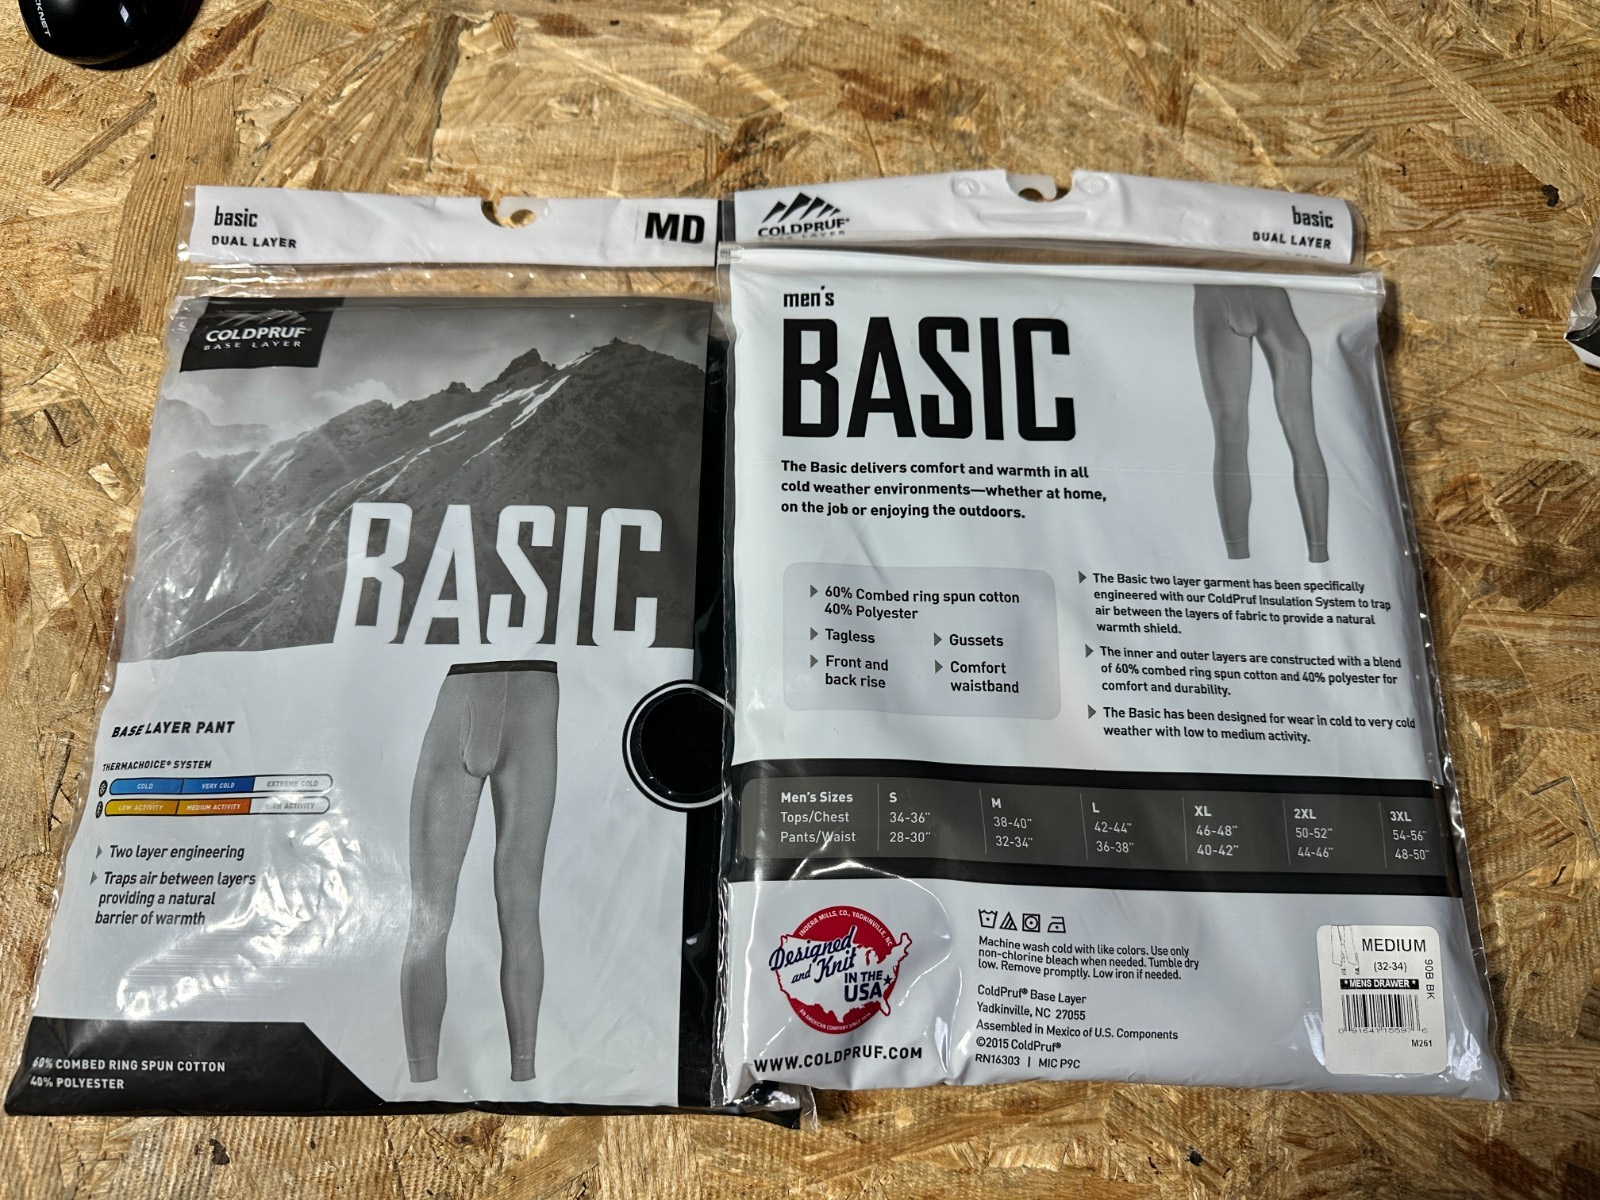 basic
DUAL LAYER
MD
COLDPRUF®
BASE LAYER
BASIC
BASE LAYER PANT
THERMACHOICE® SYSTEM
COLD VERY COLD EXTREME COLD
LOW ACTIVITY MEDIUM ACTIVITY HIGH ACTIVITY
Two layer engineering
Traps air between layers
providing a natural
barrier of warmth
60% COMBED RING SPUN COTTON
40% POLYESTER
COLDPRUF®
BASE LAYER
basic
DUAL LAYER
men's
BASIC
The Basic delivers comfort and warmth in all
cold weather environments—whether at home,
on the job or enjoying the outdoors.
60% Combed ring spun cotton
40% Polyester
Tagless
Gussets
Front and
back rise
Comfort
waistband
The Basic two layer garment has been specifically
engineered with our ColdPruf Insulation System to trap
air between the layers of fabric to provide a natural
warmth shield.
The inner and outer layers are constructed with a blend
of 60% combed ring spun cotton and 40% polyester for
comfort and durability.
The Basic has been designed for wear in cold to very cold
weather with low to medium activity.
Men's Sizes S M L XL 2XL 3XL
Tops/Chest 34-36" 38-40" 42-44" 46-48" 50-52" 54-56"
Pants/Waist 28-30" 32-34" 36-38" 40-42" 44-46" 48-50"
INDERA MILLS, CO., YADKINVILLE, NC
Designed
and Knit
IN THE
USA
AN AMERICAN COMPANY SINCE 1914
WWW.COLDPRUF.COM
Machine wash cold with like colors. Use only
non-chlorine bleach when needed. Tumble dry
low. Remove promptly. Low iron if needed.
ColdPruf® Base Layer
Yadkinville, NC 27055
Assembled in Mexico of U.S. Components
©2015 ColdPruf®
RN16303 | MIC P9C
MEDIUM
(32-34)
* MENS DRAWER *
90B BK
M261